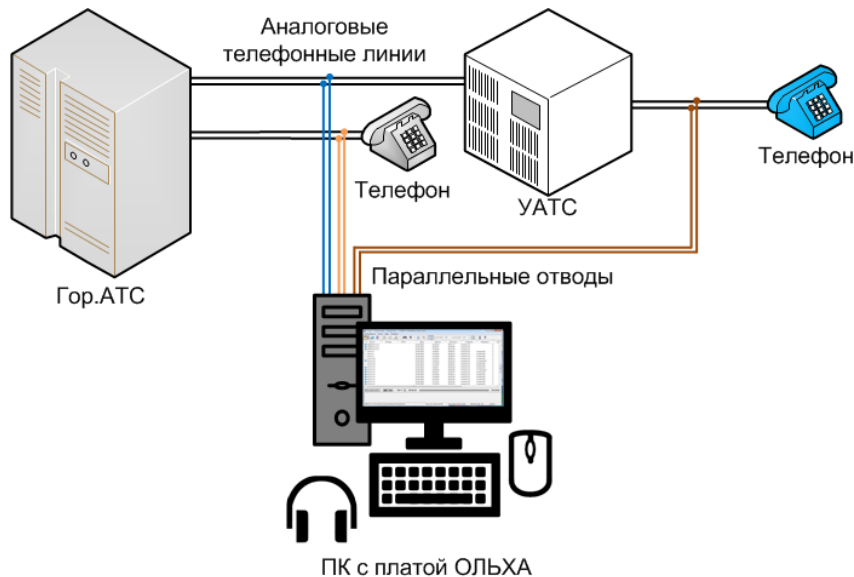 Аналоговые
телефонные линии
Телефон
УАТС
Телефон
Гор.АТС
Параллельные отводы
ПК с платой ОЛЬХА